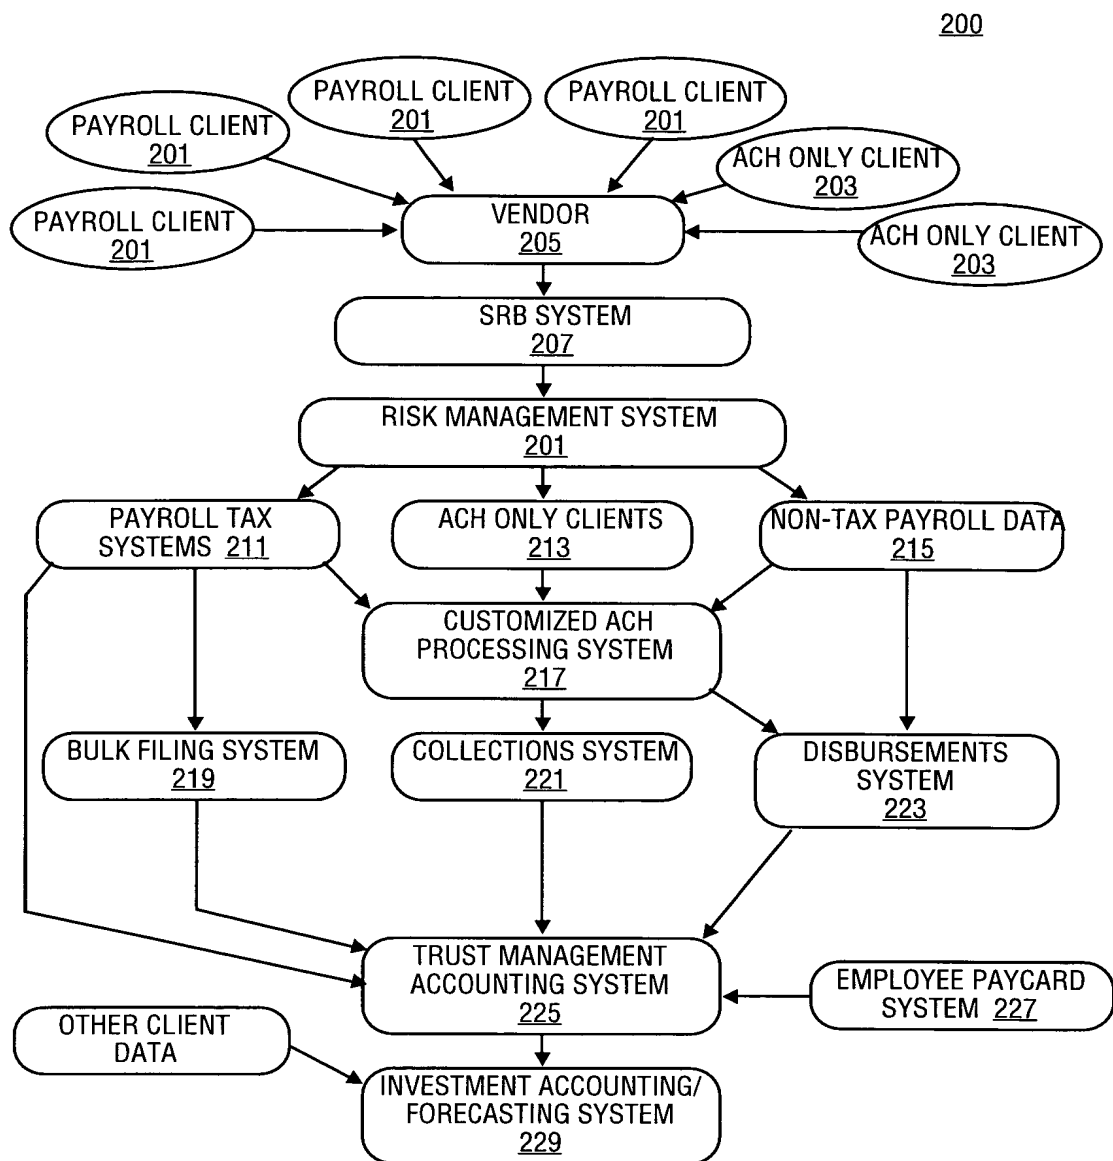 200
PAYROLL CLIENT
201
PAYROLL CLIENT
201
PAYROLL CLIENT
201
ACH ONLY CLIENT
203
PAYROLL CLIENT
201
VENDOR
205
ACH ONLY CLIENT
203
SRB SYSTEM
207
RISK MANAGEMENT SYSTEM
201
PAYROLL TAX
SYSTEMS 211
ACH ONLY CLIENTS
213
NON-TAX PAYROLL DATA
215
CUSTOMIZED ACH
PROCESSING SYSTEM
217
BULK FILING SYSTEM
219
COLLECTIONS SYSTEM
221
DISBURSEMENTS
SYSTEM
223
TRUST MANAGEMENT
ACCOUNTING SYSTEM
225
EMPLOYEE PAYCARD
SYSTEM 227
OTHER CLIENT
DATA
INVESTMENT ACCOUNTING/
FORECASTING SYSTEM
229